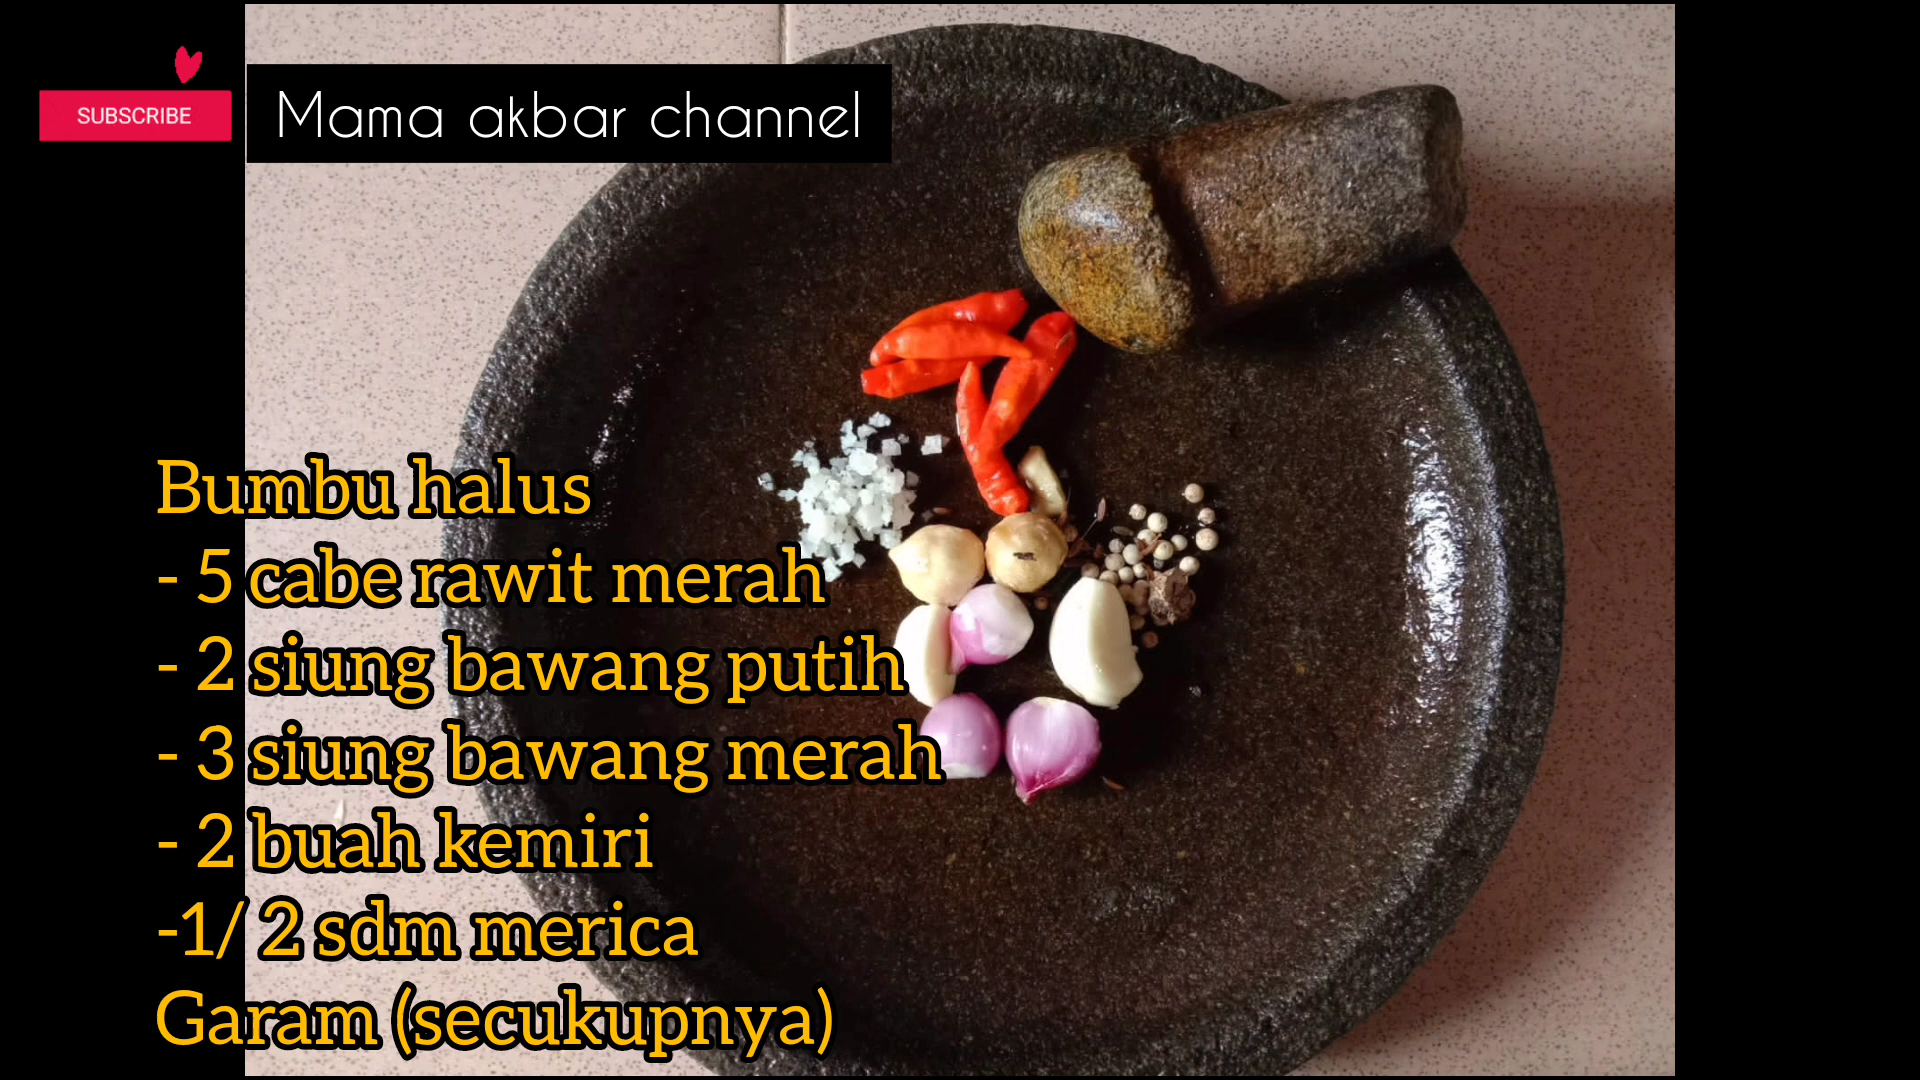 SUBSCRIBE
Mama akbar channel
Bumbu halus
- 5 cabe rawit merah
- 2 siung bawang putih
- 3 siung bawang merah
- 2 buah kemiri
-1/ 2 sdm merica
Garam (secukupnya)